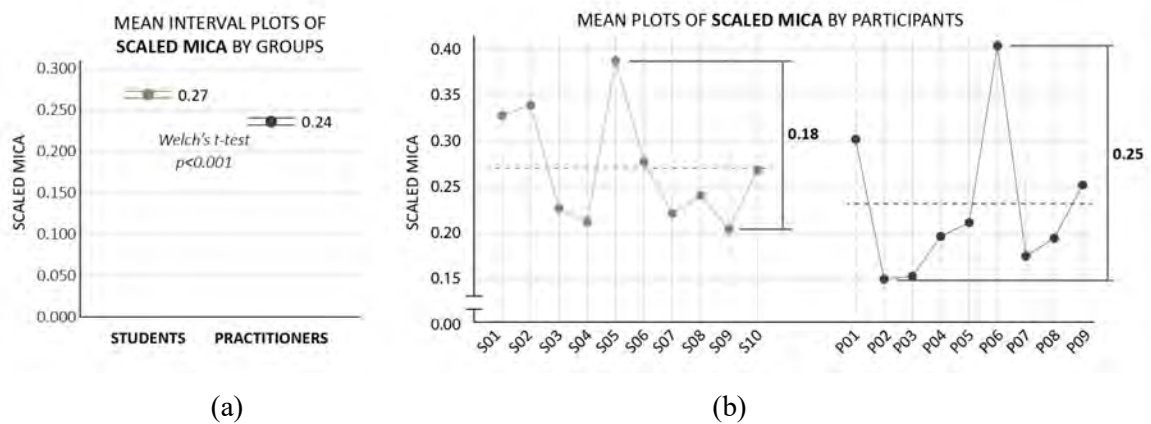 MEAN INTERVAL PLOTS OF
SCALED MICA BY GROUPS
SCALED MICA
0.300
0.250
0.200
0.150
0.100
0.050
0.000
0.27
0.24
Welch's t-test
p<0.001
STUDENTS PRACTITIONERS
(a)
MEAN PLOTS OF SCALED MICA BY PARTICIPANTS
SCALED MICA
0.40
0.35
0.30
0.25
0.20
0.15
0.00
0.18
0.25
S01 S02 S03 S04 S05 S06 S07 S08 S09 S10 P01 P02 P03 P04 P05 P06 P07 P08 P09
(b)